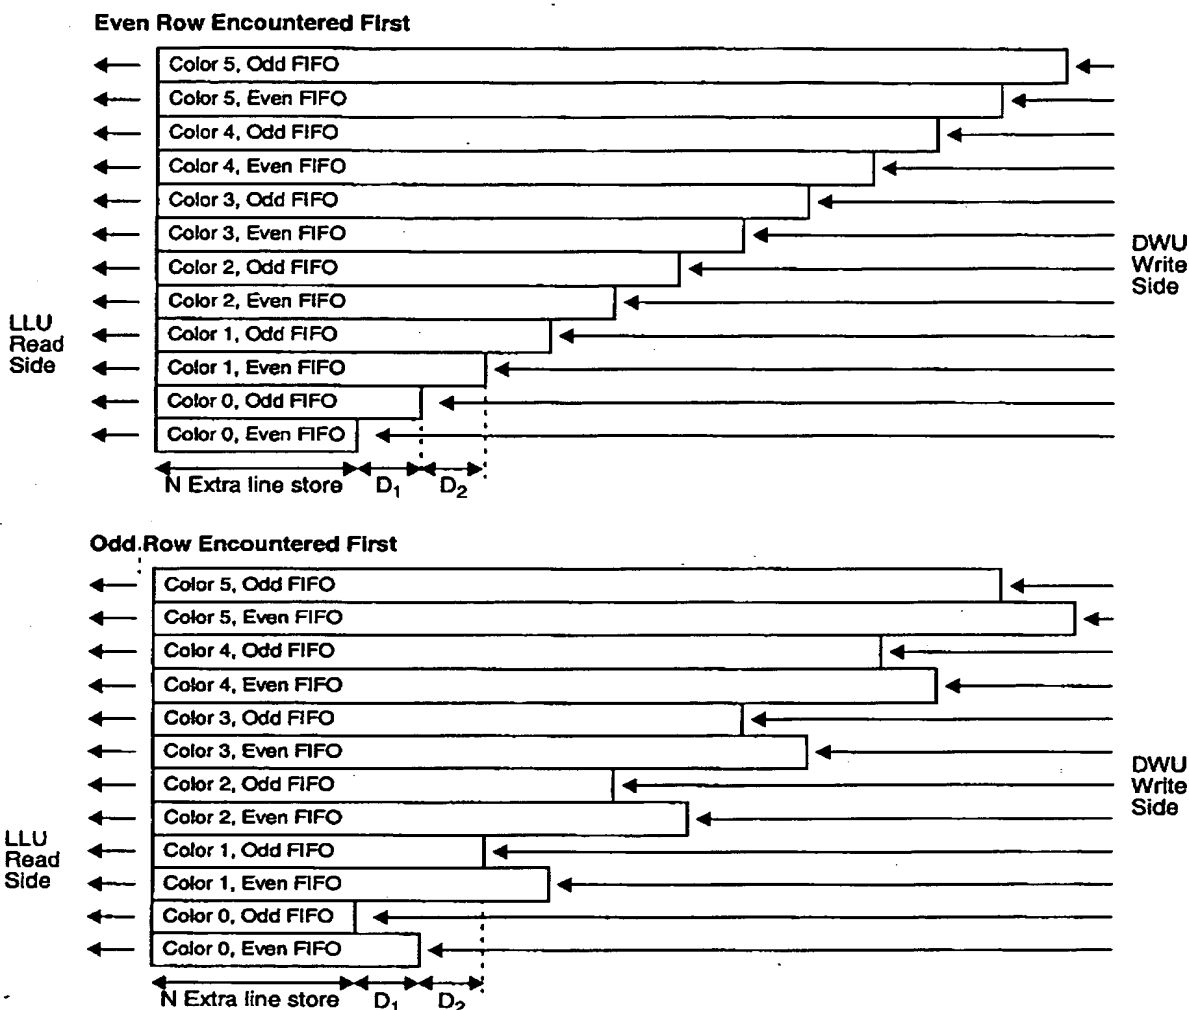 Even Row Encountered First
Color 5, Odd FIFO
Color 5, Even FIFO
Color 4, Odd FIFO
Color 4, Even FIFO
Color 3, Odd FIFO
Color 3, Even FIFO
Color 2, Odd FIFO
Color 2, Even FIFO
Color 1, Odd FIFO
Color 1, Even FIFO
Color 0, Odd FIFO
Color 0, Even FIFO
LLU
Read
Side
DWU
Write
Side
N Extra line store D₁ D₂
Odd Row Encountered First
Color 5, Odd FIFO
Color 5, Even FIFO
Color 4, Odd FIFO
Color 4, Even FIFO
Color 3, Odd FIFO
Color 3, Even FIFO
Color 2, Odd FIFO
Color 2, Even FIFO
Color 1, Odd FIFO
Color 1, Even FIFO
Color 0, Odd FIFO
Color 0, Even FIFO
LLU
Read
Side
DWU
Write
Side
N Extra line store D₁ D₂